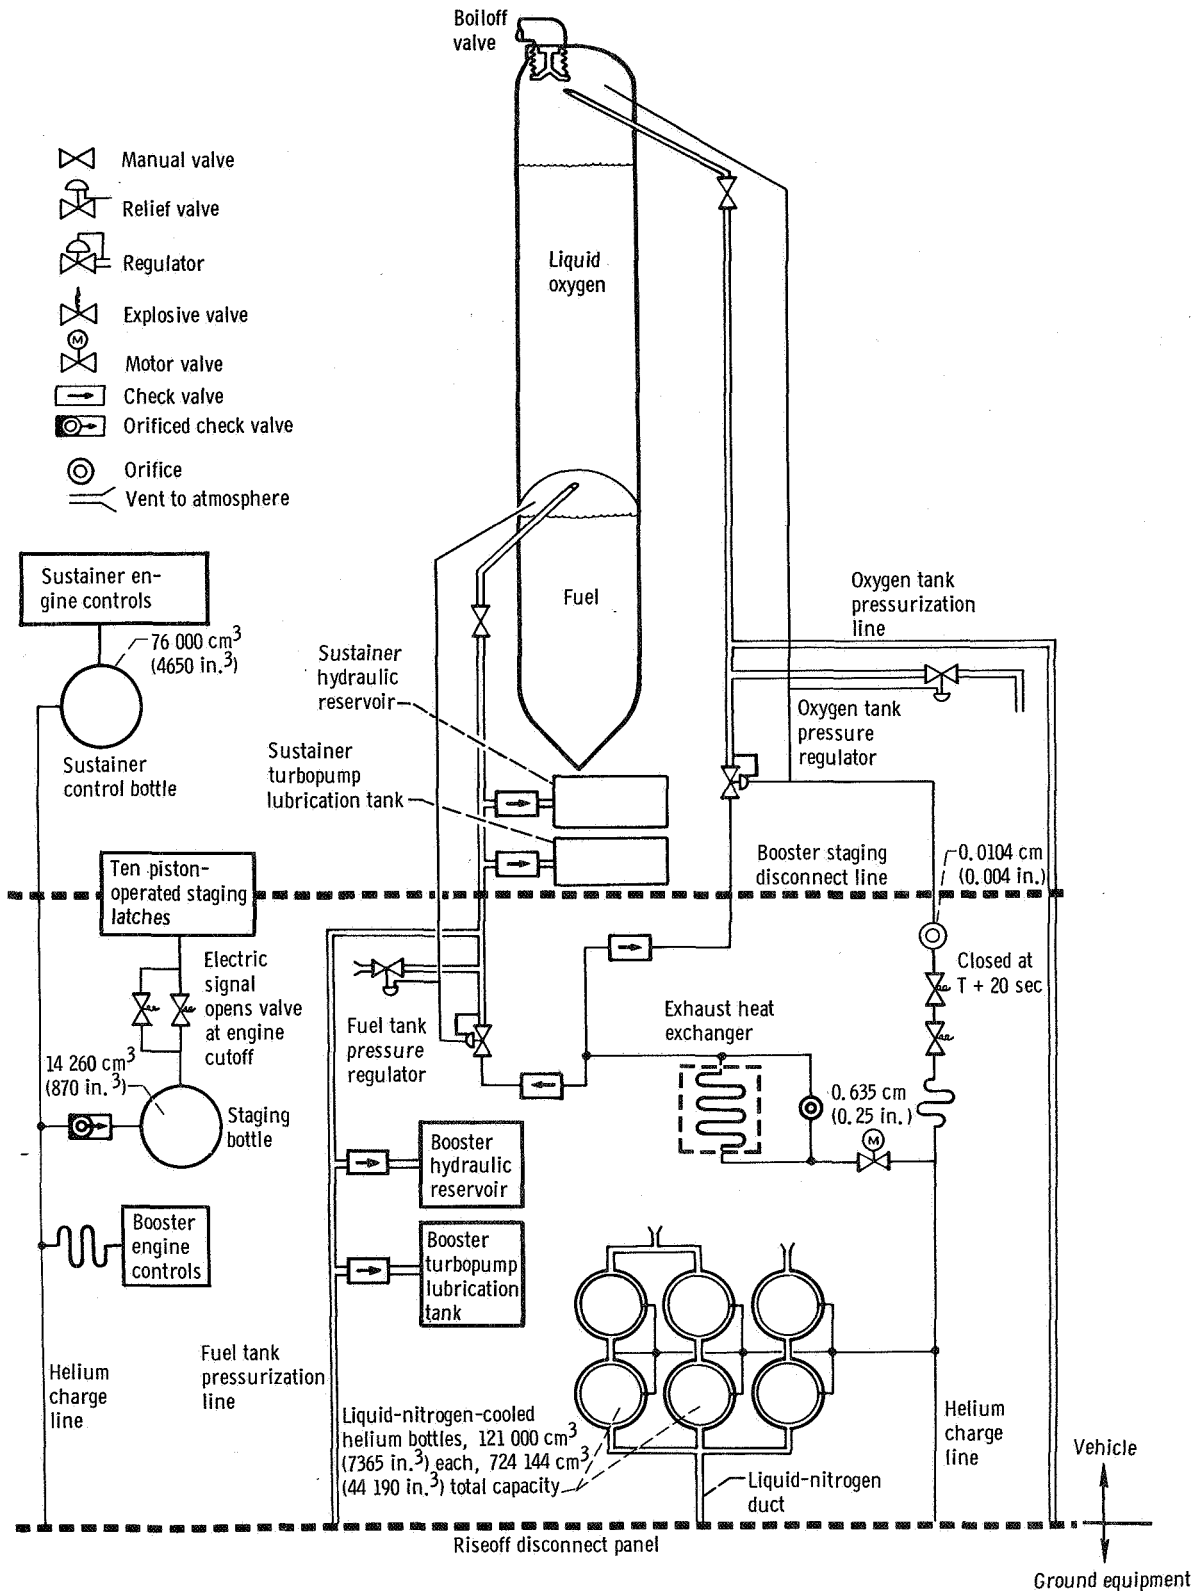 Boiloff
valve
Manual valve
Relief valve
Regulator
Explosive valve
M
Motor valve
Check valve
Orificed check valve
Orifice
Vent to atmosphere
Liquid
oxygen
Fuel
Sustainer en-
gine controls
76 000 cm³
(4650 in.³)
Sustainer
control bottle
Sustainer
hydraulic
reservoir
Sustainer
turbopump
lubrication tank
Oxygen tank
pressurization
line
Oxygen tank
pressure
regulator
Ten piston-
operated staging
latches
Booster staging
disconnect line
0.0104 cm
(0.004 in.)
Closed at
T + 20 sec
Electric
signal
opens valve
at engine
cutoff
14 260 cm³
(870 in.³)
Staging
bottle
Fuel tank
pressure
regulator
Exhaust heat
exchanger
0.635 cm
(0.25 in.)
M
Booster
hydraulic
reservoir
Booster
engine
controls
Booster
turbopump
lubrication
tank
Helium
charge
line
Fuel tank
pressurization
line
Liquid-nitrogen-cooled
helium bottles, 121 000 cm³
(7365 in.³) each, 724 144 cm³
(44 190 in.³) total capacity
Liquid-nitrogen
duct
Helium
charge
line
Vehicle
Riseoff disconnect panel
Ground equipment